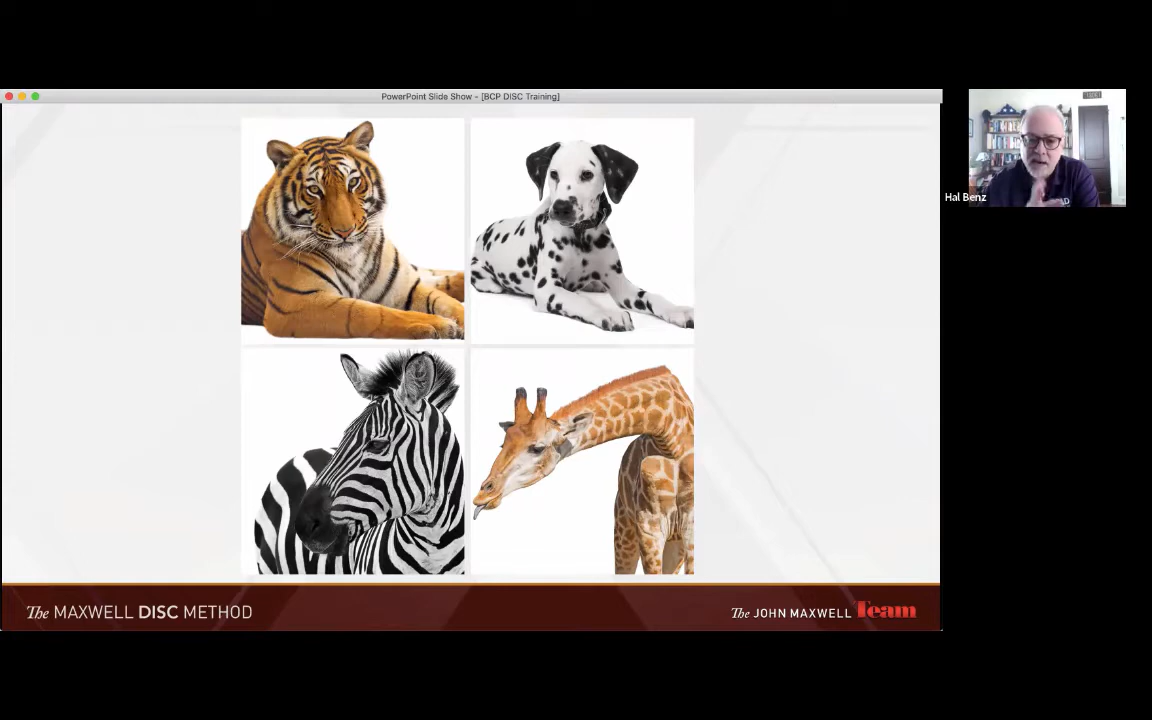 PowerPoint Slide Show - [BCP DISC Training]
Hal Benz
The MAXWELL DISC METHOD
The JOHN MAXWELL Team